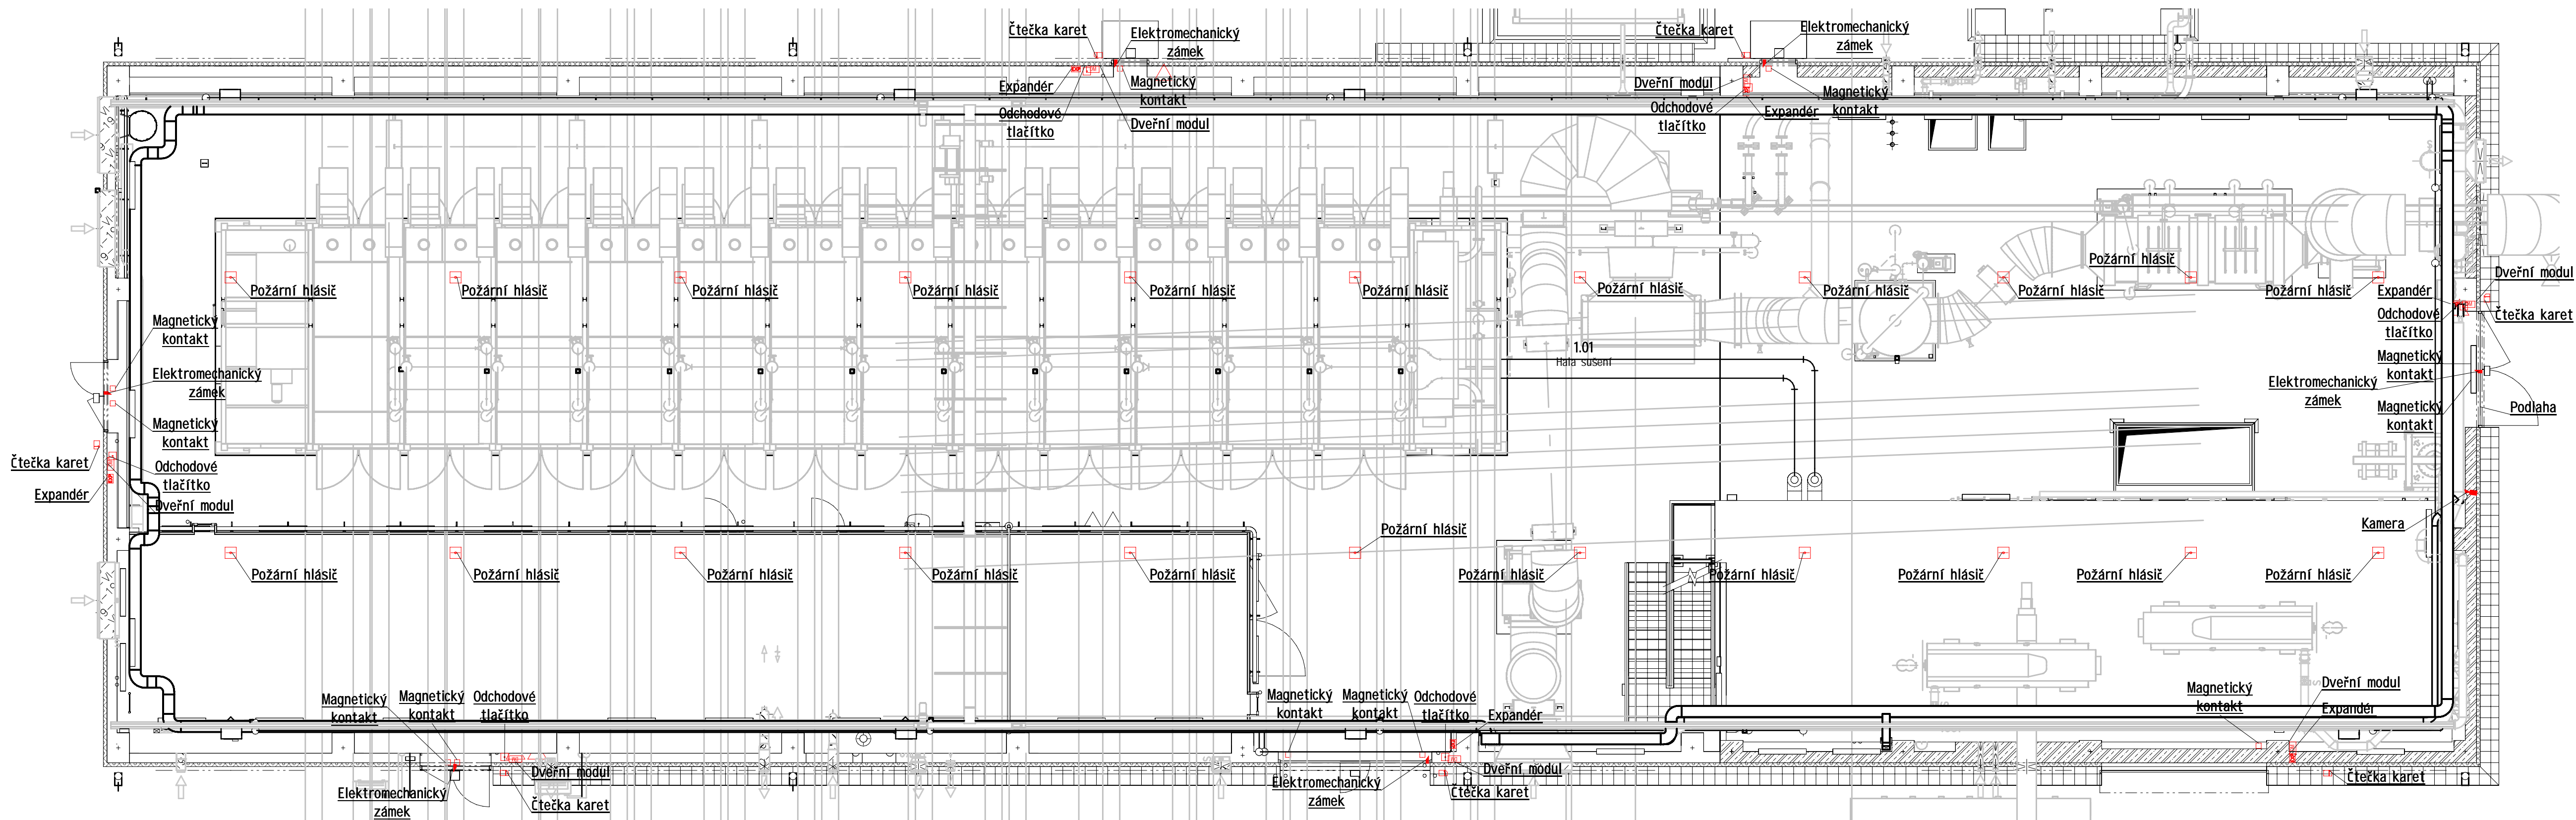 Čtečka karet
Elektromechanický
zámek
Expandér
Magnetický
kontakt
Odchodové
tlačítko
Dveřní modul
Čtečka karet
Elektromechanický
zámek
Dveřní modul
Magnetický
kontakt
Odchodové
tlačítko
Expandér
Požární hlásič
Požární hlásič
Požární hlásič
Požární hlásič
Požární hlásič
Požární hlásič
Požární hlásič
Požární hlásič
Požární hlásič
Požární hlásič
Požární hlásič
Dveřní modul
Expandér
Čtečka karet
Odchodové
tlačítko
Magnetický
kontakt
Elektromechanický
zámek
Magnetický
kontakt
Podlaha
Magnetický
kontakt
Elektromechanický
zámek
Magnetický
kontakt
Čtečka karet
Odchodové
tlačítko
Expandér
Dveřní modul
1.01
Hala sušení
Kamera
Požární hlásič
Požární hlásič
Požární hlásič
Požární hlásič
Požární hlásič
Požární hlásič
Požární hlásič
Požární hlásič
Požární hlásič
Požární hlásič
Požární hlásič
Magnetický
kontakt
Magnetický
kontakt
Odchodové
tlačítko
Dveřní modul
Elektromechanický
zámek
Čtečka karet
Magnetický
kontakt
Magnetický
kontakt
Odchodové
tlačítko
Expandér
Dveřní modul
Elektromechanický
zámek
Čtečka karet
Magnetický
kontakt
Dveřní modul
Expandér
Čtečka karet